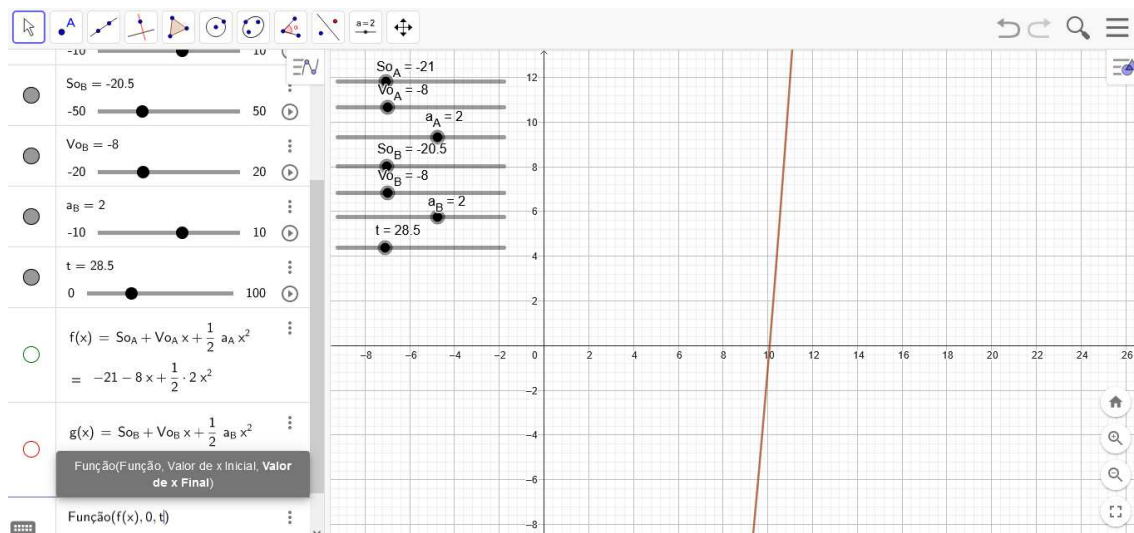 a=2
-10 10
So_B = -20.5
-50 50
Vo_B = -8
-20 20
a_B = 2
-10 10
t = 28.5
0 100
f(x) = So_A + Vo_A x + 1/2 a_A x²
= -21 - 8 x + 1/2 · 2 x²
g(x) = So_B + Vo_B x + 1/2 a_B x²
Função(Função, Valor de x Inicial, Valor
de x Final)
Função(f(x), 0, t)
So_A = -21
Vo_A = -8
a_A = 2
So_B = -20.5
Vo_B = -8
a_B = 2
t = 28.5
12
10
8
6
4
2
-8 -6 -4 -2 0 2 4 6 8 10 12 14 16 18 20 22 24 26
-2
-4
-6
-8